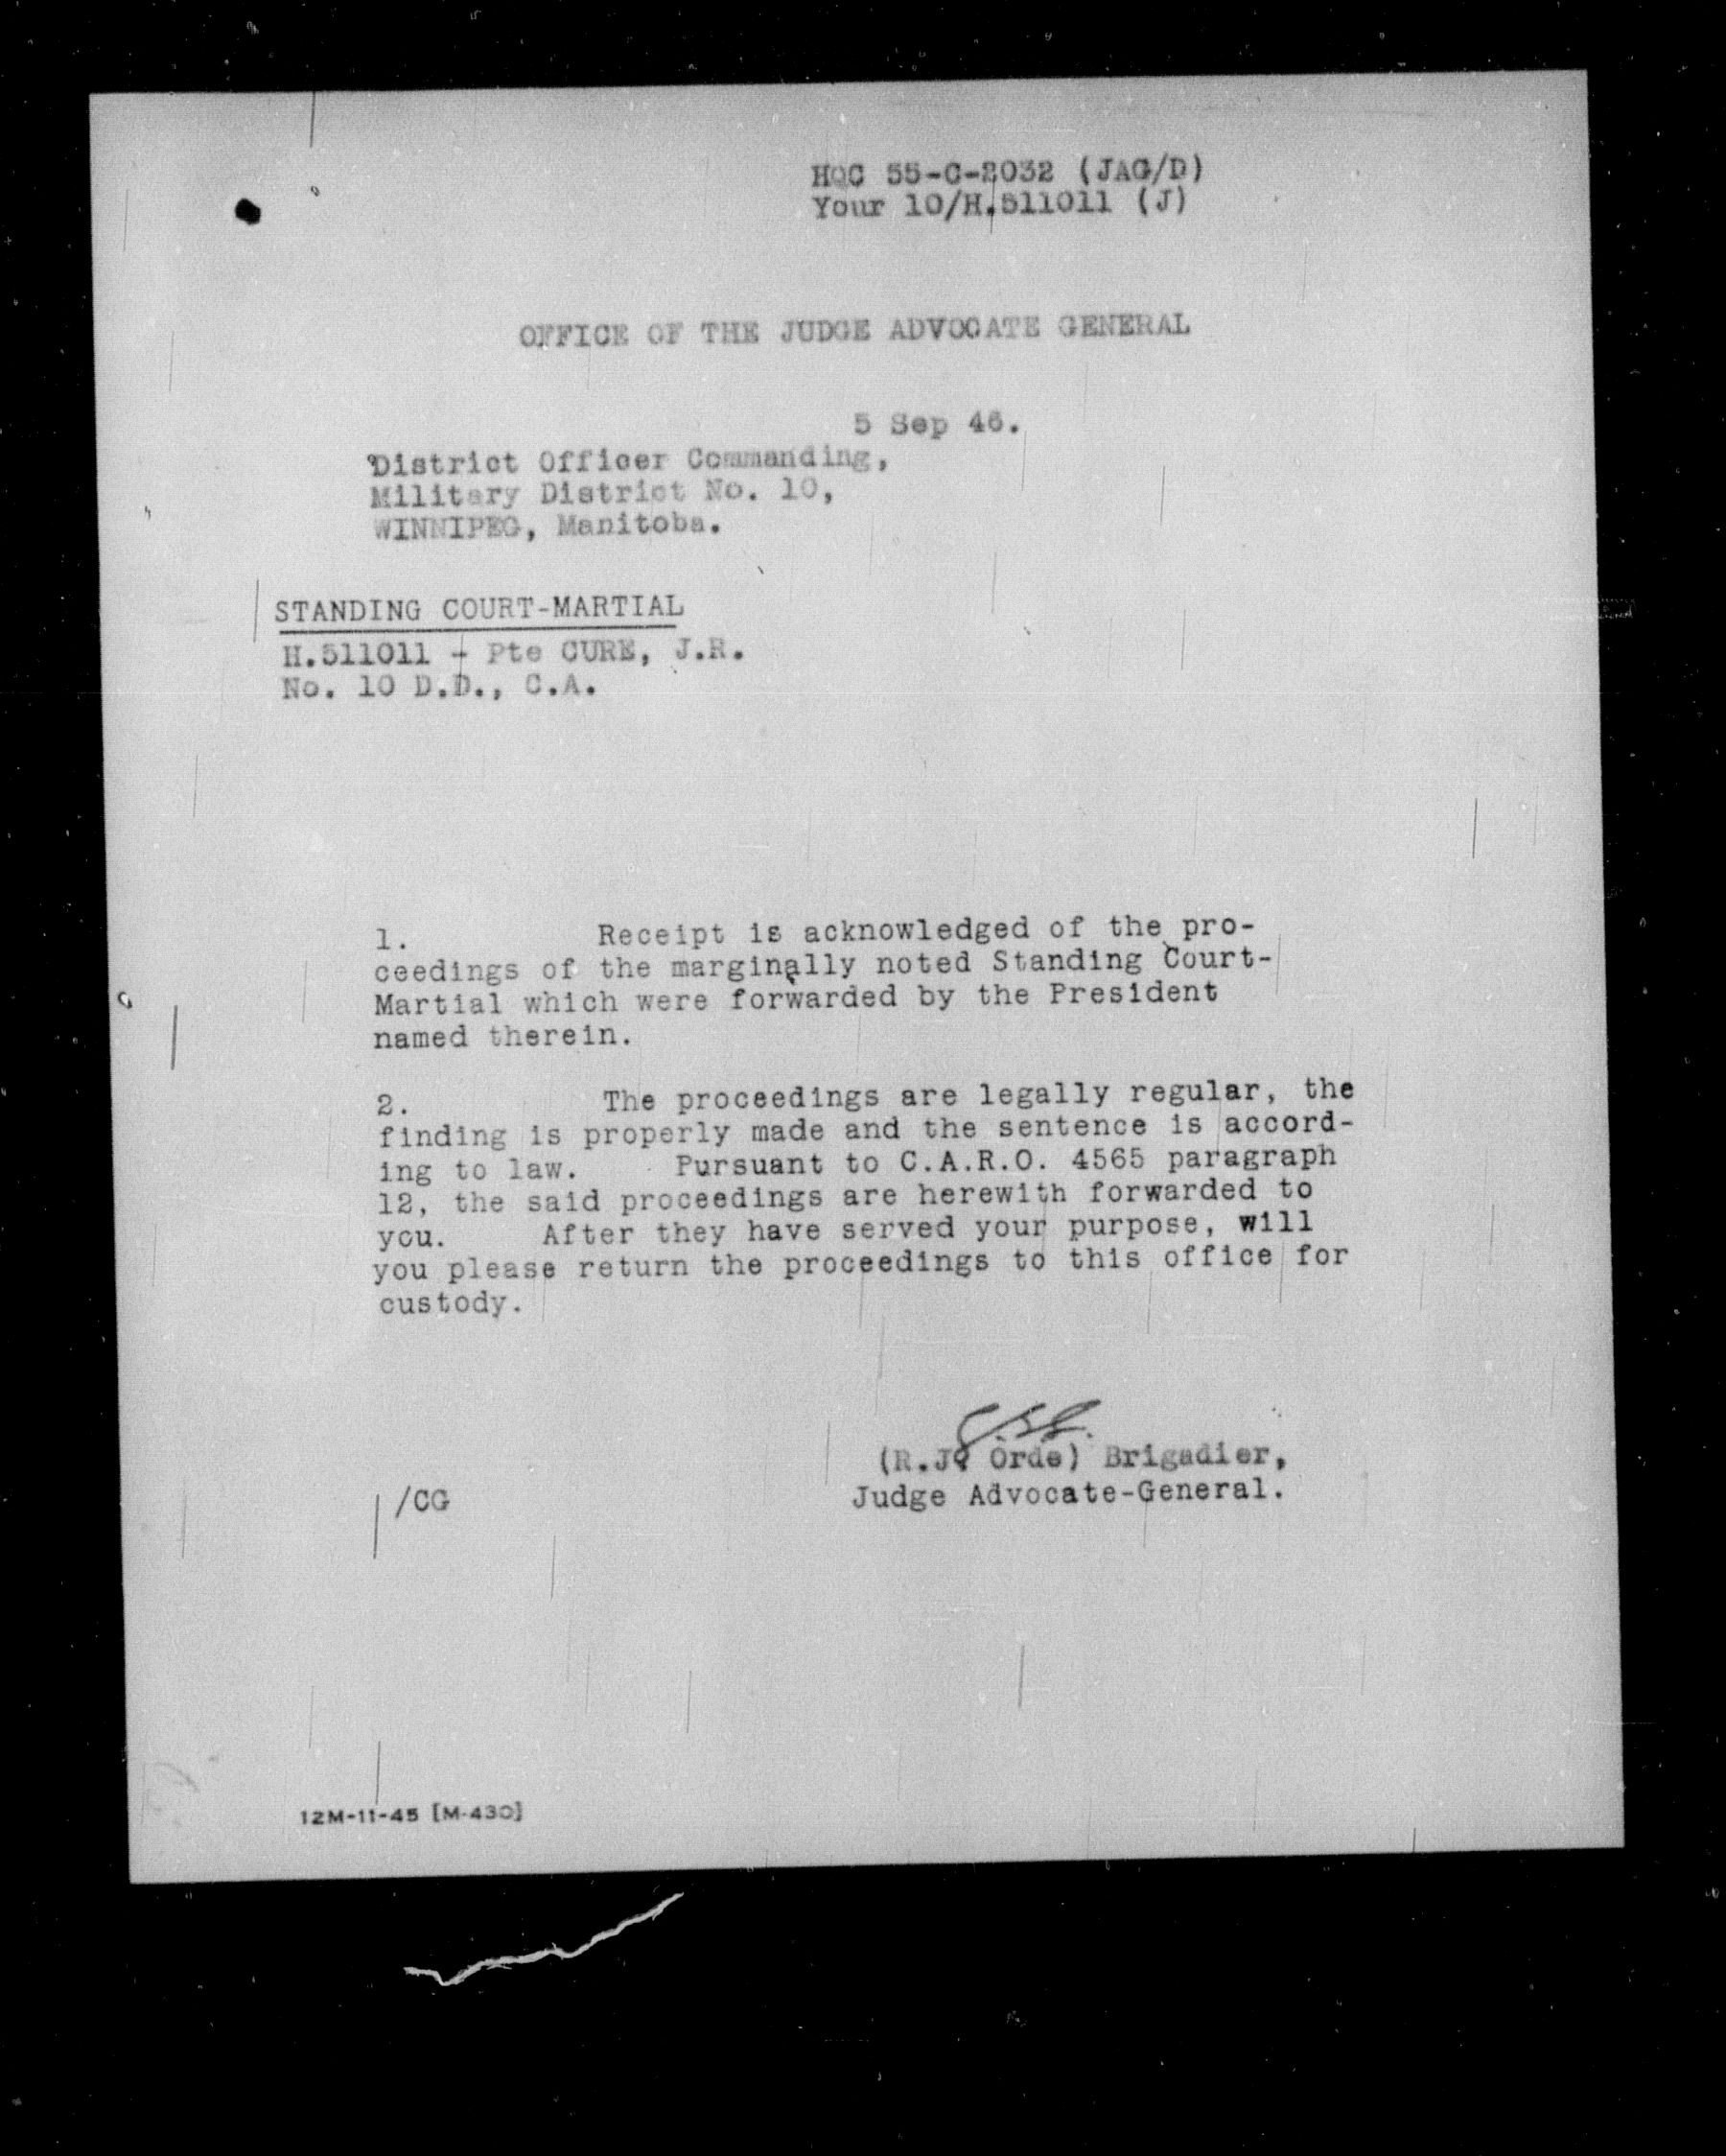 HQC 55-C-2032 (JAG/D)
Your 10/H.511011 (J)
OFFICE OF THE JUDGE ADVOCATE GENERAL
5 Sep 46.
District Officer Commanding,
Military District No. 10,
WINNIPEG, Manitoba.
STANDING COURT-MARTIAL
H.511011 - Pte CURE, J.R.
No. 10 D.D., C.A.
1. Receipt is acknowledged of the pro-
ceedings of the marginally noted Standing Court-
Martial which were forwarded by the President
named therein.
2. The proceedings are legally regular, the
finding is properly made and the sentence is accord-
ing to law. Pursuant to C.A.R.O. 4565 paragraph
12, the said proceedings are herewith forwarded to
you. After they have served your purpose, will
you please return the proceedings to this office for
custody.
(R.J. Orde) Brigadier,
Judge Advocate-General.
/CG
12M-11-45 [M-430]